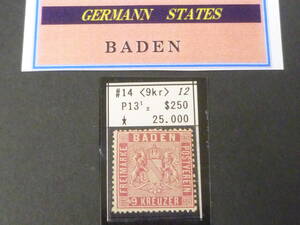 GERMANN STATES
BADEN
#14 <9kr> 12
P13½ $250
★ 25.000
BADEN
FREIMARKE
POSTVEREIN
9 KREUZER